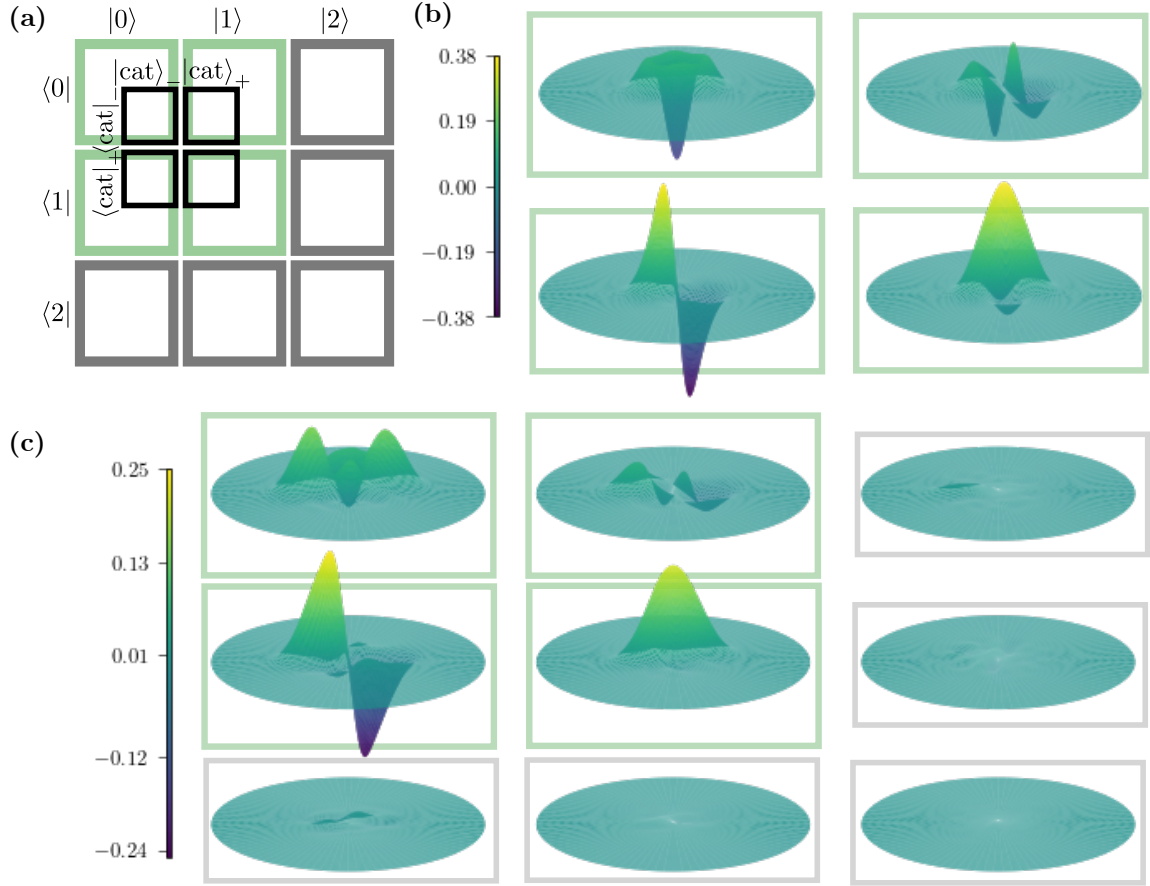 (a)
|0⟩ |1⟩ |2⟩
⟨0|
⟨1|
⟨2|
|cat⟩₋ |cat⟩₊
⟨cat|₋
⟨cat|₊
(b)
0.38
0.19
0.00
−0.19
−0.38
(c)
0.25
0.13
0.01
−0.12
−0.24